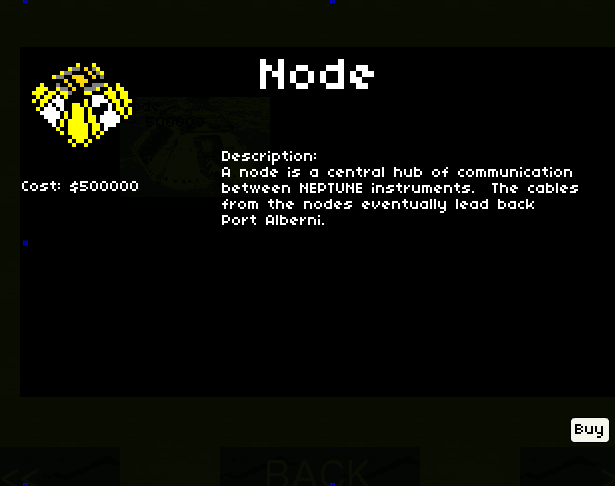 Node
Description:
A node is a central hub of communication
between NEPTUNE instruments.  The cables
from the nodes eventually lead back
Port Alberni.
Cost: $500000
Buy
<< BACK